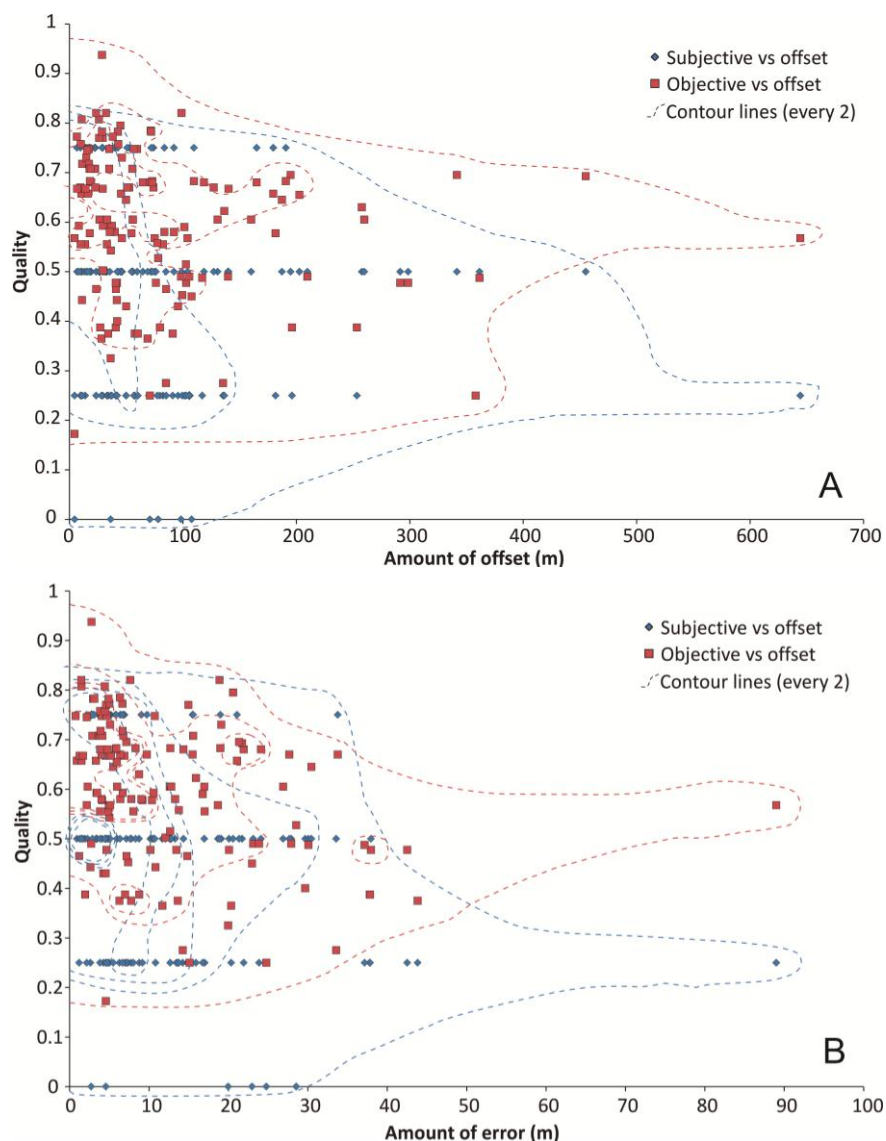 1
0.9
0.8
0.7
0.6
0.5
0.4
0.3
0.2
0.1
0
Quality
Subjective vs offset
Objective vs offset
Contour lines (every 2)
A
0 100 200 300 400 500 600 700
Amount of offset (m)
1
0.9
0.8
0.7
0.6
0.5
0.4
0.3
0.2
0.1
0
Quality
Subjective vs offset
Objective vs offset
Contour lines (every 2)
B
0 10 20 30 40 50 60 70 80 90 100
Amount of error (m)